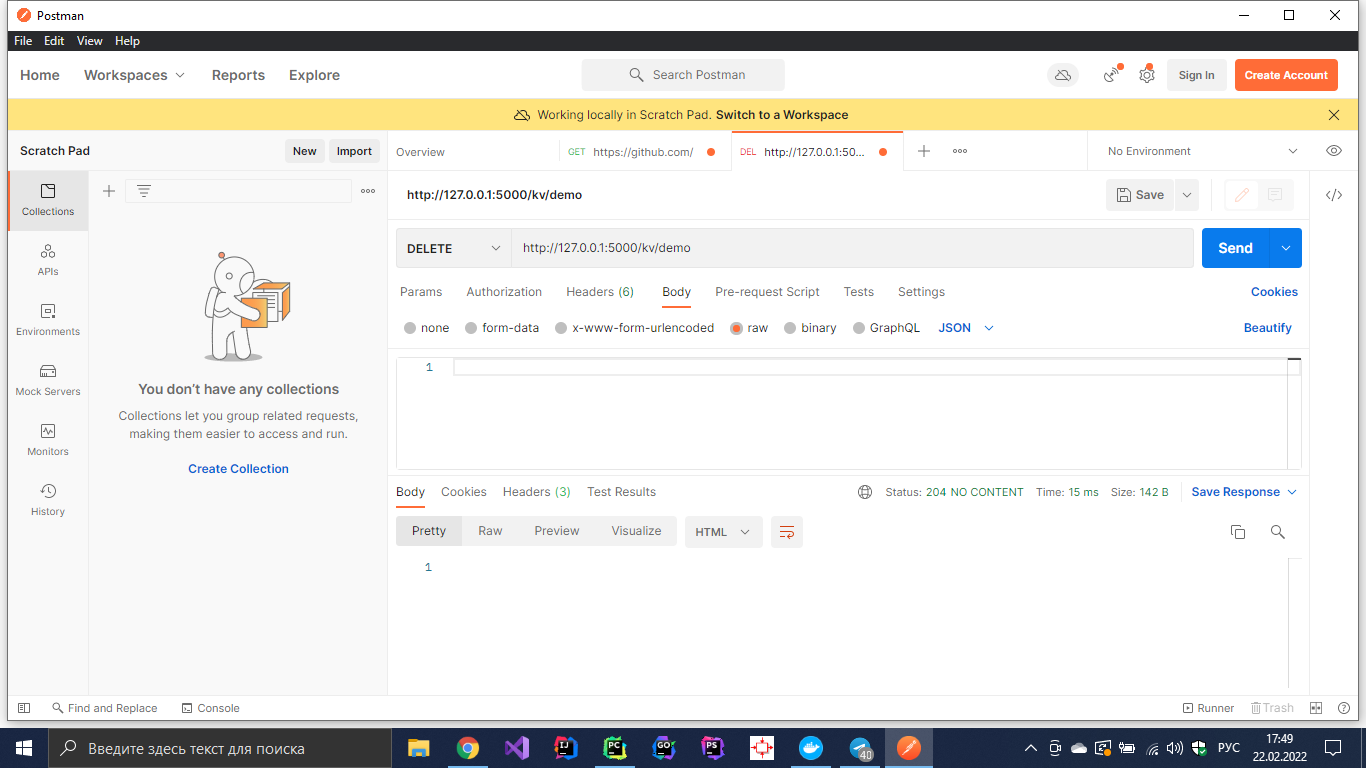 Postman
File Edit View Help
Home Workspaces Reports Explore Search Postman Sign In Create Account
Working locally in Scratch Pad. Switch to a Workspace
Scratch Pad New Import
Overview GET https://github.com/ DEL http://127.0.0.1:50... No Environment
Collections
APIs
Environments
Mock Servers
Monitors
History
You don't have any collections
Collections let you group related requests,
making them easier to access and run.
Create Collection
http://127.0.0.1:5000/kv/demo Save
DELETE http://127.0.0.1:5000/kv/demo Send
Params Authorization Headers (6) Body Pre-request Script Tests Settings Cookies
none form-data x-www-form-urlencoded raw binary GraphQL JSON Beautify
1
Body Cookies Headers (3) Test Results Status: 204 NO CONTENT Time: 15 ms Size: 142 B Save Response
Pretty Raw Preview Visualize HTML
1
Find and Replace Console Runner Trash
Введите здесь текст для поиска
IJ PC GO PS 40
РУС 17:49
22.02.2022